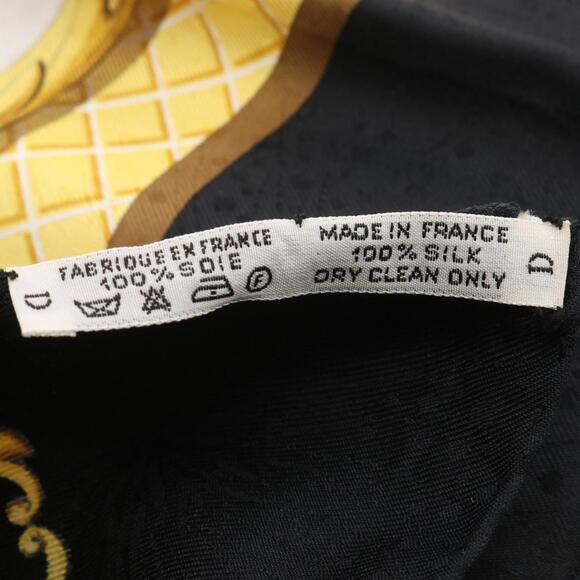 D
FABRIQUE EN FRANCE
100% SOIE
F
MADE IN FRANCE
100% SILK
DRY CLEAN ONLY
D